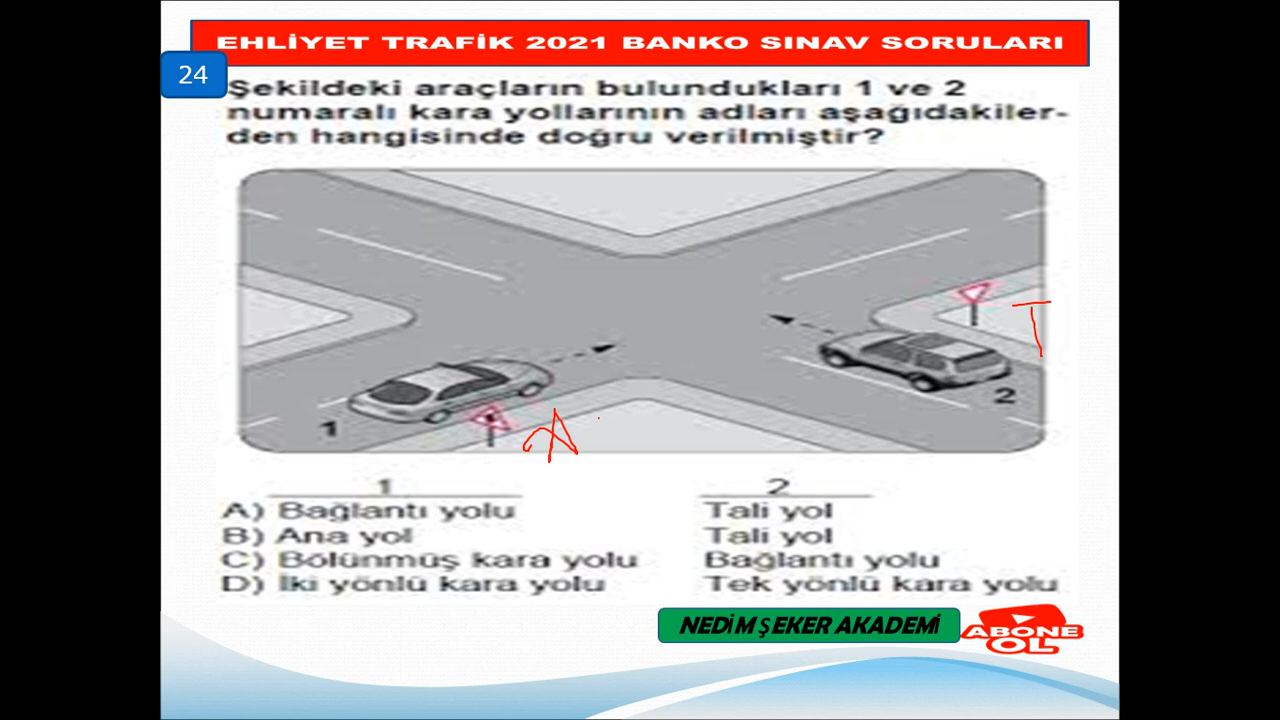 EHLİYET TRAFİK 2021 BANKO SINAV SORULARI
24
Şekildeki araçların bulundukları 1 ve 2
numaralı kara yollarının adları aşağıdakiler-
den hangisinde doğru verilmiştir?
T
2
1
A
1 2
A) Bağlantı yolu Tali yol
B) Ana yol Tali yol
C) Bölünmüş kara yolu Bağlantı yolu
D) İki yönlü kara yolu Tek yönlü kara yolu
NEDİM ŞEKER AKADEMİ
ABONE
OL